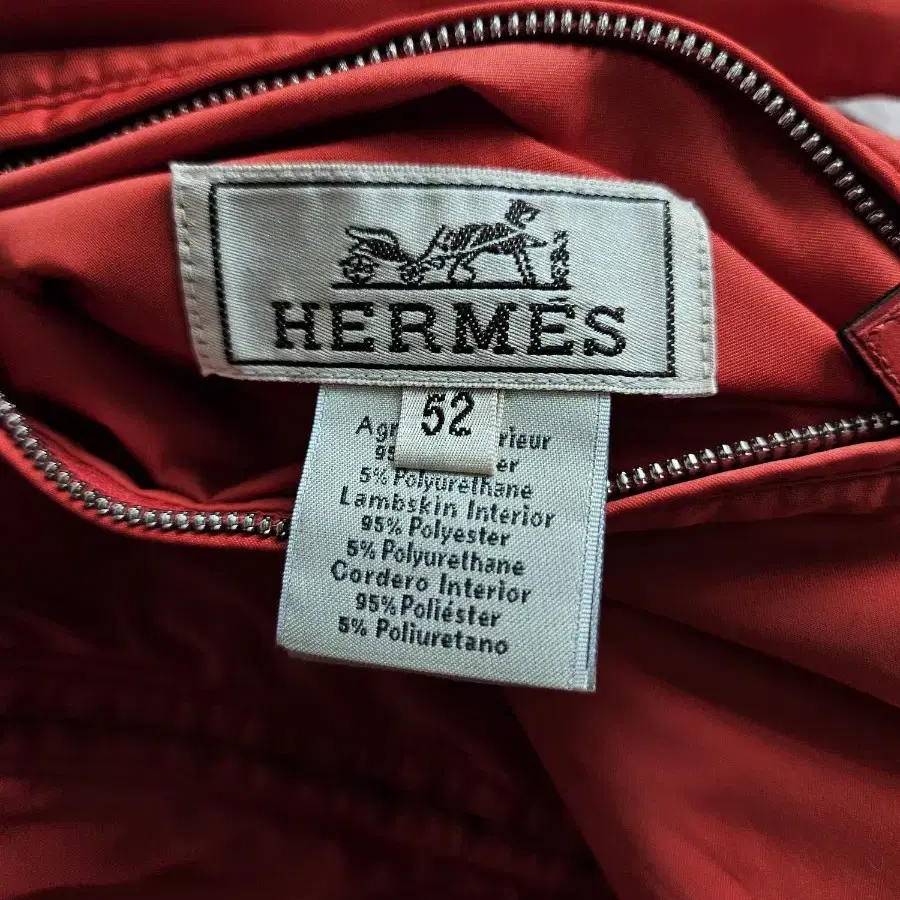 HERMÈS
52
5% Polyurethane
Lambskin Interior
95% Polyester
5% Polyurethane
Cordero Interior
95% Poliéster
5% Poliuretano